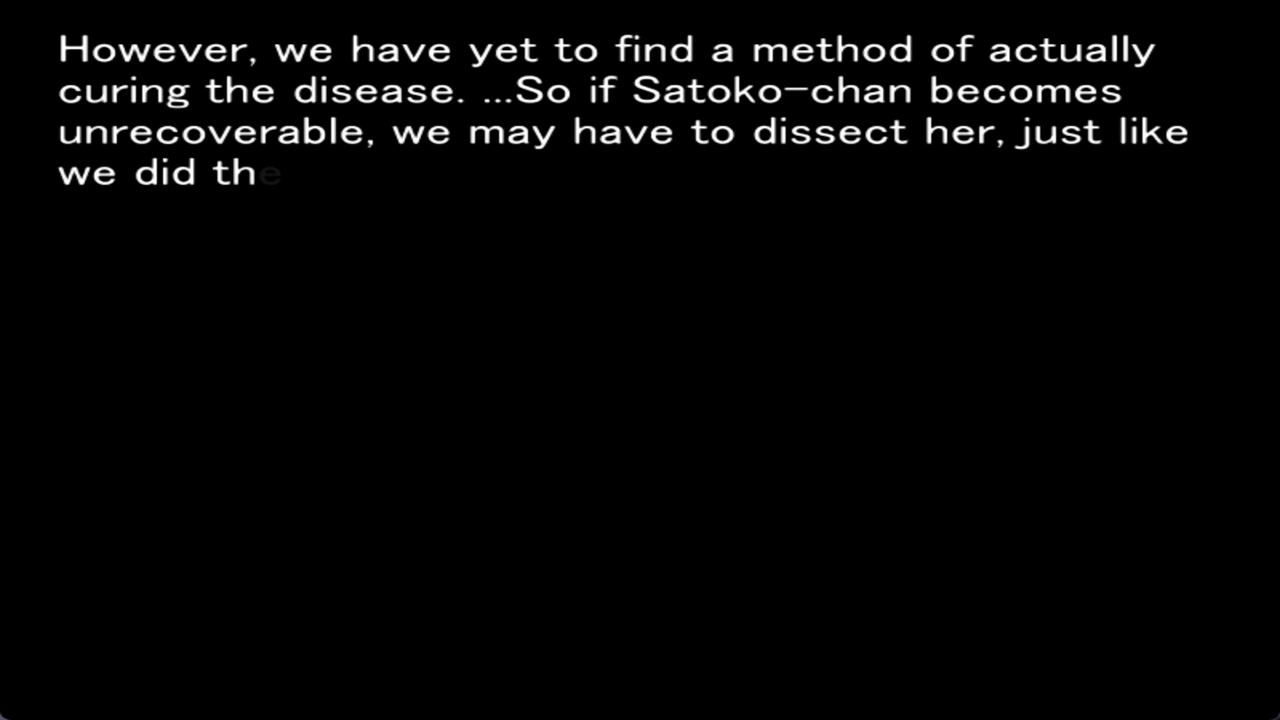 However, we have yet to find a method of actually
curing the disease. ...So if Satoko-chan becomes
unrecoverable, we may have to dissect her, just like
we did the